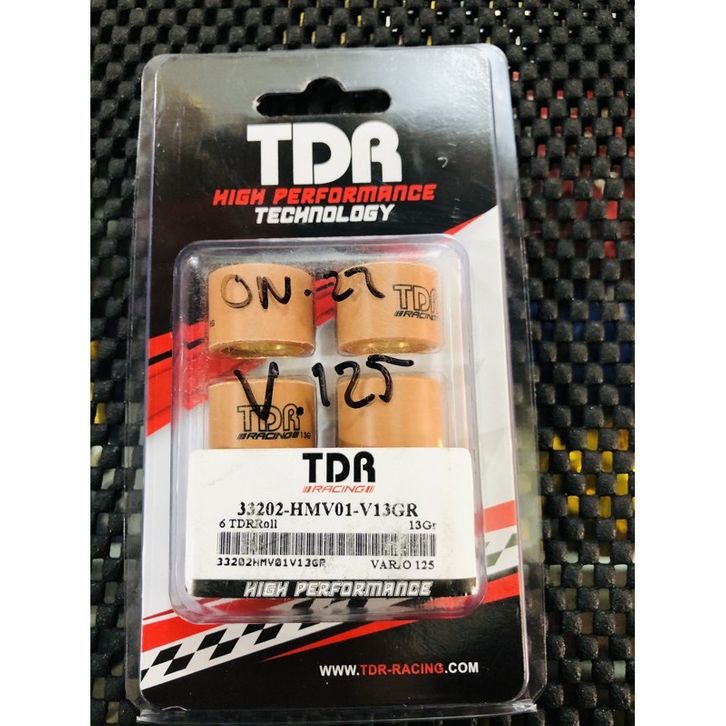 TDR
HIGH PERFORMANCE
TECHNOLOGY
ON-27
TDR
RACING
V 125
TDR
RACING 13G
TDR
RACING
33202-HMV01-V13GR
6 TDRRoll 13Gr
33202HMV01V13GR VARIO 125
HIGH PERFORMANCE
WWW.TDR-RACING.COM